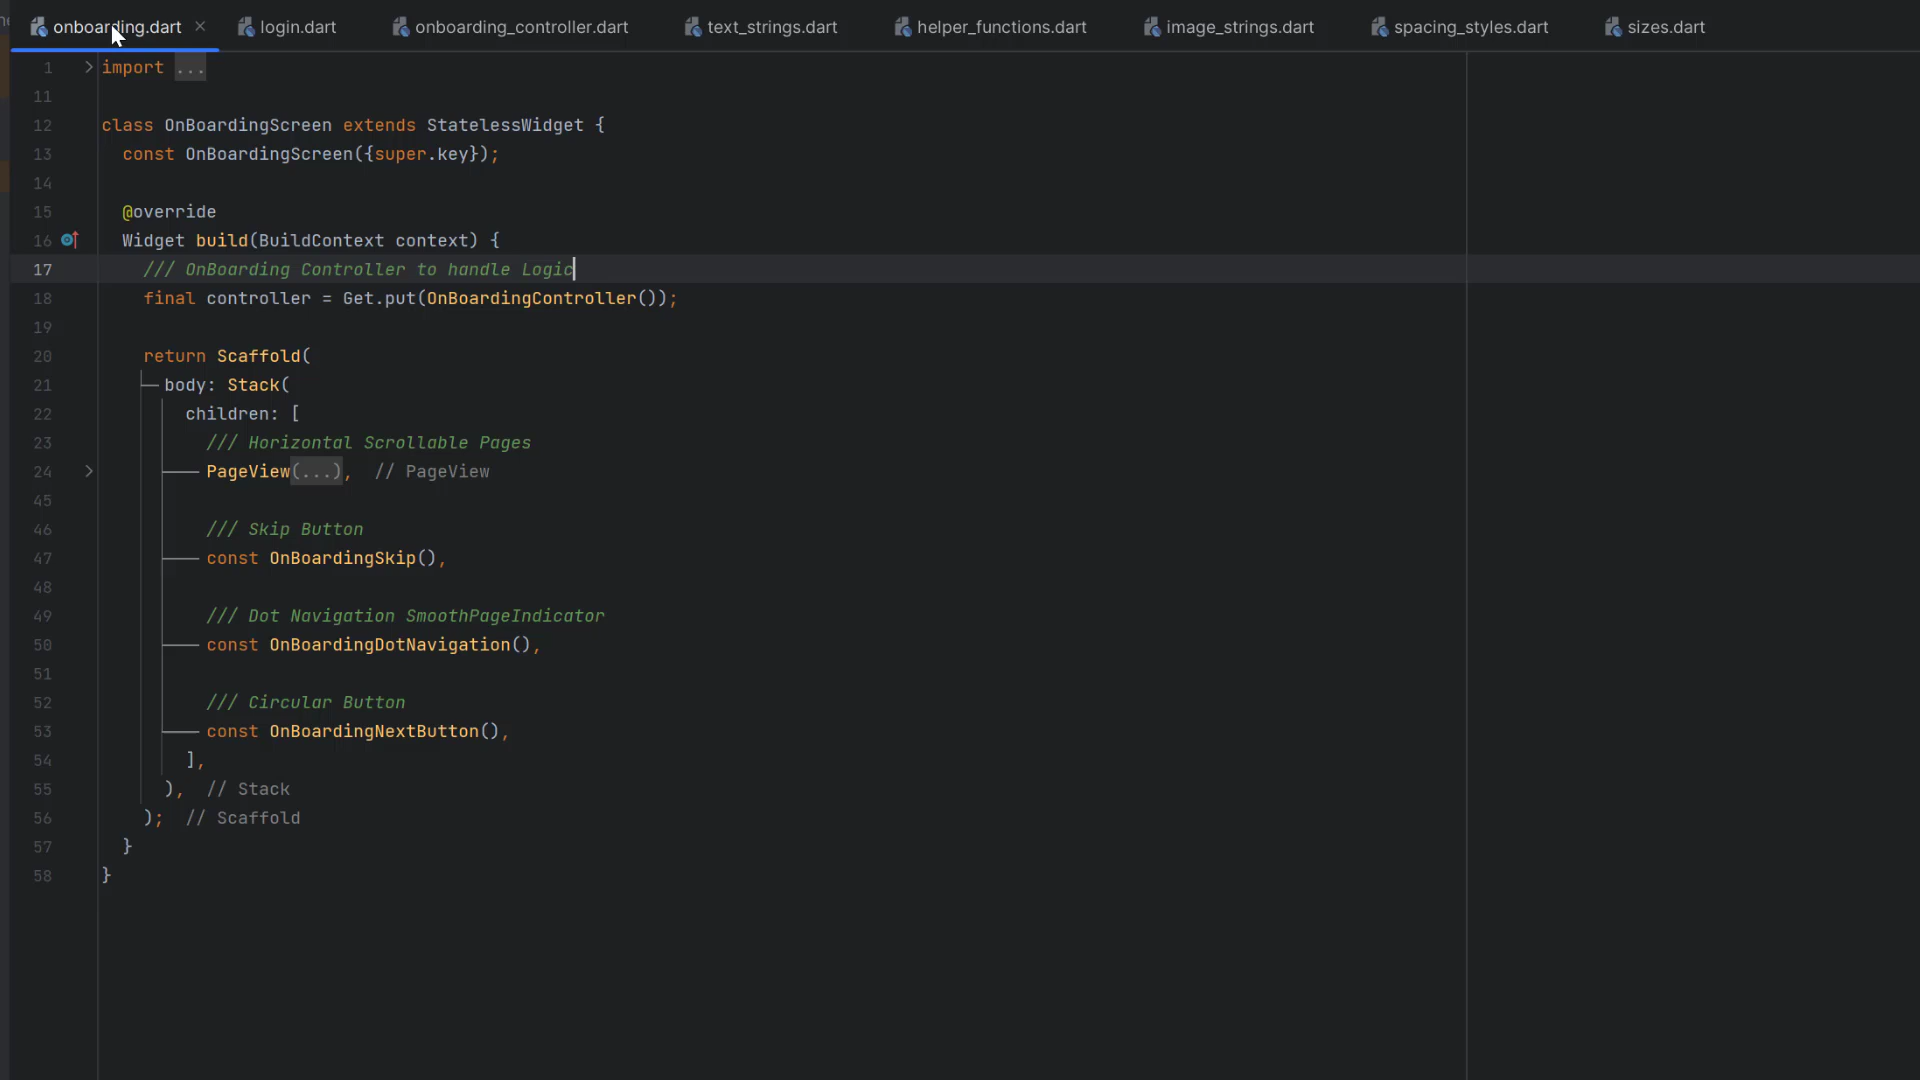 onboarding.dart login.dart onboarding_controller.dart text_strings.dart helper_functions.dart image_strings.dart spacing_styles.dart sizes.dart
1 import ...
11
12 class OnBoardingScreen extends StatelessWidget {
13 const OnBoardingScreen({super.key});
14
15 @override
16 Widget build(BuildContext context) {
17 /// OnBoarding Controller to handle Logic
18 final controller = Get.put(OnBoardingController());
19
20 return Scaffold(
21 body: Stack(
22 children: [
23 /// Horizontal Scrollable Pages
24 PageView(...), // PageView
45
46 /// Skip Button
47 const OnBoardingSkip(),
48
49 /// Dot Navigation SmoothPageIndicator
50 const OnBoardingDotNavigation(),
51
52 /// Circular Button
53 const OnBoardingNextButton(),
54 ],
55 ), // Stack
56 ); // Scaffold
57 }
58 }